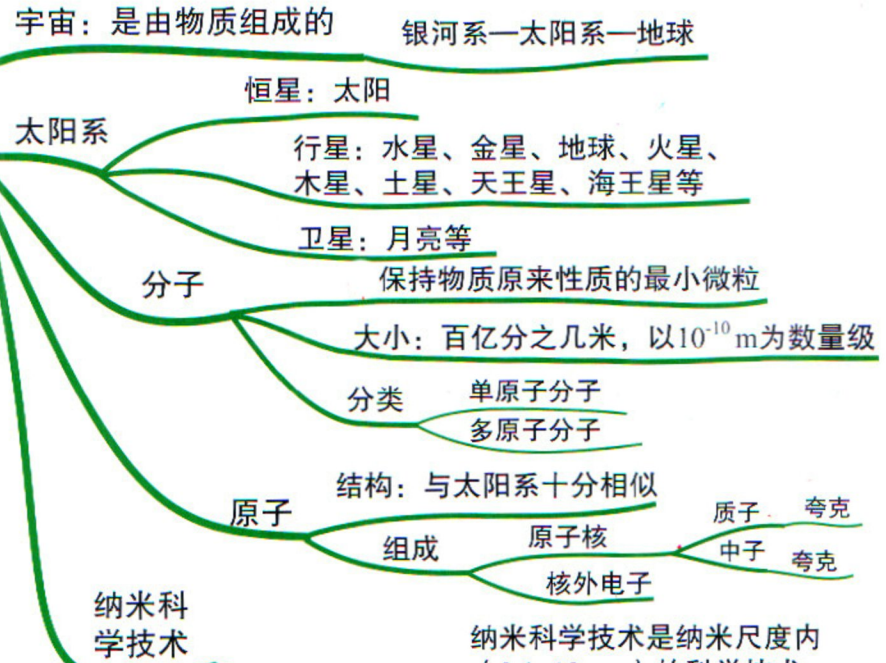 宇宙：是由物质组成的
银河系—太阳系—地球
恒星：太阳
太阳系
行星：水星、金星、地球、火星、
木星、土星、天王星、海王星等
卫星：月亮等
分子
保持物质原来性质的最小微粒
大小：百亿分之几米，以10⁻¹⁰m为数量级
分类
单原子分子
多原子分子
原子
结构：与太阳系十分相似
组成
原子核
质子
夸克
中子
夸克
核外电子
纳米科
学技术
纳米科学技术是纳米尺度内
的科学技术